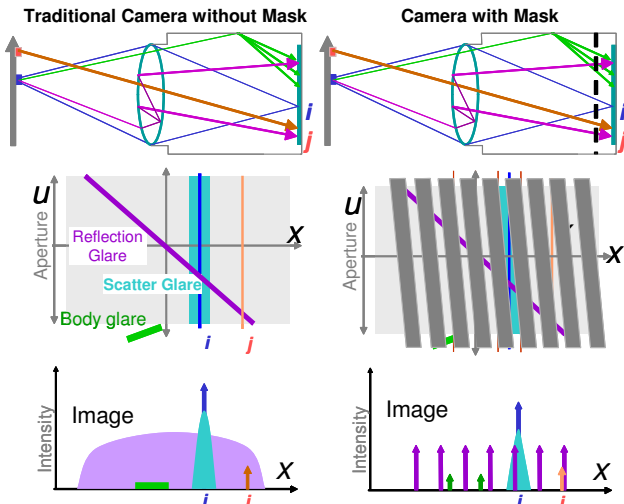 Traditional Camera without Mask
Camera with Mask
i
j
i
j
u
Aperture
x
Reflection
Glare
Scatter Glare
Body glare
i
j
u
Aperture
x
Intensity
Image
x
i
j
Intensity
Image
x
i
j